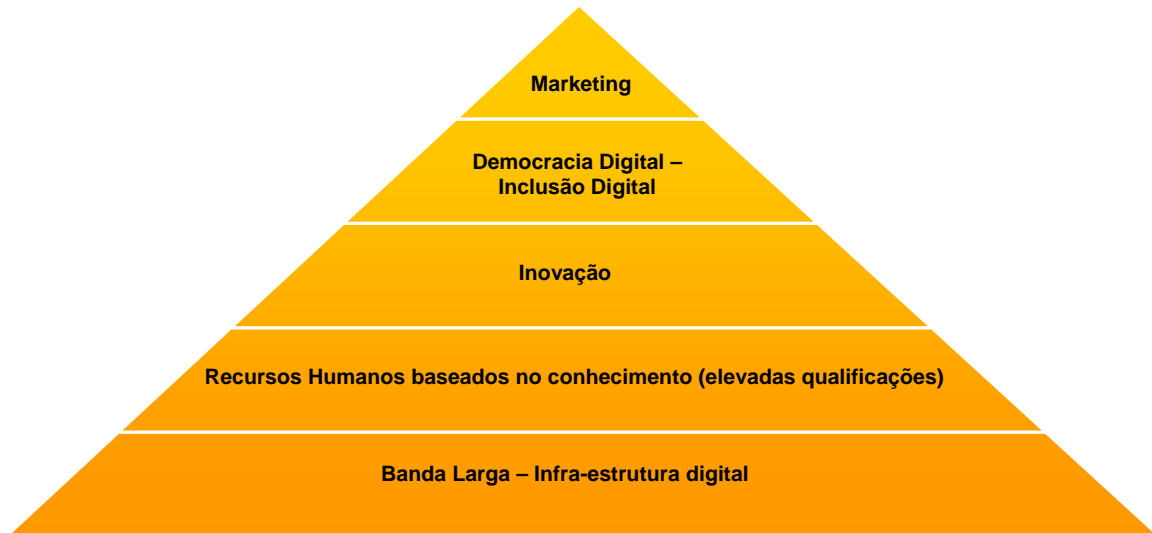 Marketing
Democracia Digital –
Inclusão Digital
Inovação
Recursos Humanos baseados no conhecimento (elevadas qualificações)
Banda Larga – Infra-estrutura digital